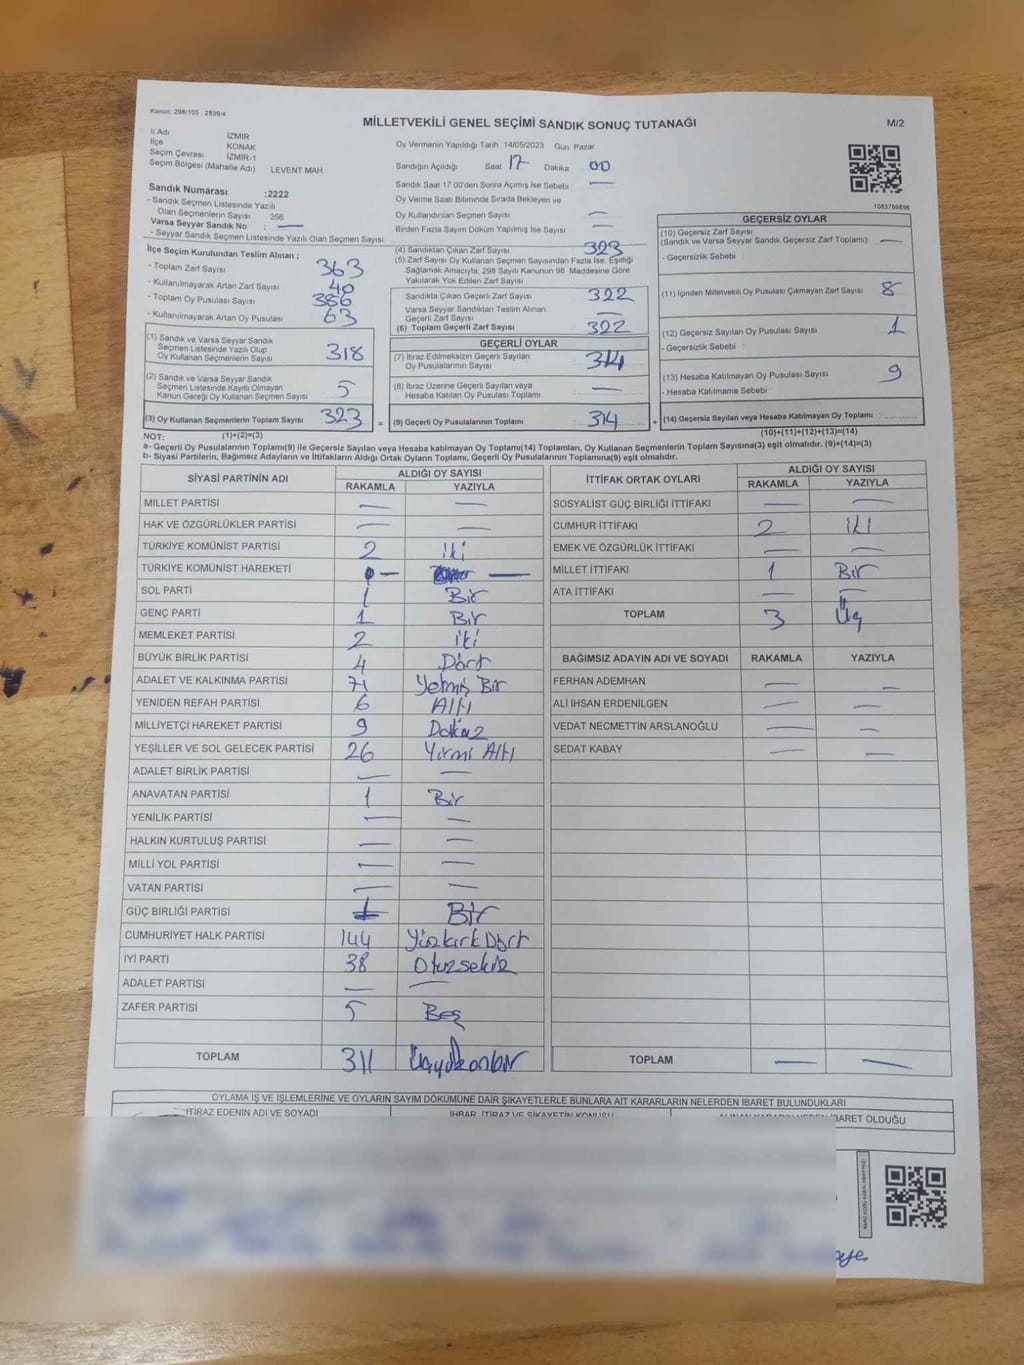 Kanun: 298/105 - 2839/4
MİLLETVEKİLİ GENEL SEÇİMİ SANDIK SONUÇ TUTANAĞI
M/2
İl Adı İZMİR
İlçe KONAK
Seçim Çevresi İZMİR-1
Seçim Bölgesi (Mahalle Adı) LEVENT MAH
Sandık Numarası :2222
- Sandık Seçmen Listesinde Yazılı
Olan Seçmenlerin Sayısı 356
Varsa Seyyar Sandık No : —
- Seyyar Sandık Seçmen Listesinde Yazılı Olan Seçmen Sayısı
Oy Vermenin Yapıldığı Tarih 14/05/2023 Gün. Pazar
Sandığın Açıldığı Saat 17 Dakika 00
Sandık Saat 17.00'den Sonra Açılmış İse Sebebi —
Oy Verme Saati Bitiminde Sırada Bekleyen ve
Oy Kullandırılan Seçmen Sayısı —
Birden Fazla Sayım Döküm Yapılmış İse Sayısı —
1083799896
İlçe Seçim Kurulundan Teslim Alınan ;
- Toplam Zarf Sayısı 363
- Kullanılmayarak Artan Zarf Sayısı 40
- Toplam Oy Pusulası Sayısı 386
- Kullanılmayarak Artan Oy Pusulası 63
(1) Sandık ve Varsa Seyyar Sandık
Seçmen Listesinde Yazılı Olup
Oy Kullanan Seçmenlerin Sayısı 318
(2) Sandık ve Varsa Seyyar Sandık
Seçmen Listesinde Kayıtlı Olmayan
Kanun Gereği Oy Kullanan Seçmen Sayısı 5
(3) Oy Kullanan Seçmenlerin Toplam Sayısı 323 =
(4) Sandıktan Çıkan Zarf Sayısı 323
(5) Zarf Sayısı Oy Kullanan Seçmen Sayısından Fazla İse, Eşitliği
Sağlamak Amacıyla, 298 Sayılı Kanunun 98 Maddesine Göre
Yakılarak Yok Edilen Zarf Sayısı
Sandıkta Çıkan Geçerli Zarf Sayısı 322
Varsa Seyyar Sandıktan Teslim Alınan
Geçerli Zarf Sayısı —
(6) Toplam Geçerli Zarf Sayısı 322
GEÇERLİ OYLAR
(7) İtiraz Edilmeksizin Geçerli Sayılan
Oy Pusulalarının Sayısı 314
(8) İtiraz Üzerine Geçerli Sayılan veya
Hesaba Katılan Oy Pusulası Toplamı —
(9) Geçerli Oy Pusulalarının Toplamı 314 +
GEÇERSİZ OYLAR
(10) Geçersiz Zarf Sayısı
(Sandık ve Varsa Seyyar Sandık Geçersiz Zarf Toplamı) —
- Geçersizlik Sebebi :
(11) İçinden Milletvekili Oy Pusulası Çıkmayan Zarf Sayısı 8
(12) Geçersiz Sayılan Oy Pusulası Sayısı 1
- Geçersizlik Sebebi :
(13) Hesaba Katılmayan Oy Pusulası Sayısı 9
- Hesaba Katılmama Sebebi :
(14) Geçersiz Sayılan veya Hesaba Katılmayan Oy Toplamı :
NOT: (1)+(2)=(3)
(10)+(11)+(12)+(13)=(14)
a- Geçerli Oy Pusulalarının Toplamı(9) ile Geçersiz Sayılan veya Hesaba katılmayan Oy Toplamı(14) Toplamları, Oy Kullanan Seçmenlerin Toplam Sayısına(3) eşit olmalıdır. (9)+(14)=(3)
b- Siyasi Partilerin, Bağımsız Adayların ve İttifakların Aldığı Ortak Oyların Toplamı, Geçerli Oy Pusulalarının Toplamına(9) eşit olmalıdır.
SİYASİ PARTİNİN ADI ALDIĞI OY SAYISI
RAKAMLA YAZIYLA
MİLLET PARTİSİ — —
HAK VE ÖZGÜRLÜKLER PARTİSİ — —
TÜRKİYE KOMÜNİST PARTİSİ 2 iki
TÜRKİYE KOMÜNİST HAREKETİ — —
SOL PARTİ 1 Bir
GENÇ PARTİ 1 Bir
MEMLEKET PARTİSİ 2 iki
BÜYÜK BİRLİK PARTİSİ 4 Dört
ADALET VE KALKINMA PARTİSİ 71 Yetmiş Bir
YENİDEN REFAH PARTİSİ 6 Altı
MİLLİYETÇİ HAREKET PARTİSİ 9 Dokuz
YEŞİLLER VE SOL GELECEK PARTİSİ 26 Yirmi Altı
ADALET BİRLİK PARTİSİ — —
ANAVATAN PARTİSİ 1 Bir
YENİLİK PARTİSİ — —
HALKIN KURTULUŞ PARTİSİ — —
MİLLİ YOL PARTİSİ — —
VATAN PARTİSİ — —
GÜÇ BİRLİĞİ PARTİSİ 1 Bir
CUMHURİYET HALK PARTİSİ 144 YüzkırkDört
İYİ PARTİ 38 Otuzsekiz
ADALET PARTİSİ — —
ZAFER PARTİSİ 5 Beş
TOPLAM 311 Üçyüzonbir
İTTİFAK ORTAK OYLARI ALDIĞI OY SAYISI
RAKAMLA YAZIYLA
SOSYALİST GÜÇ BİRLİĞİ İTTİFAKI — —
CUMHUR İTTİFAKI 2 iki
EMEK VE ÖZGÜRLÜK İTTİFAKI — —
MİLLET İTTİFAKI 1 Bir
ATA İTTİFAKI — —
TOPLAM 3 Üç
BAĞIMSIZ ADAYIN ADI VE SOYADI RAKAMLA YAZIYLA
FERHAN ADEMHAN — —
ALİ İHSAN ERDENİLGEN — —
VEDAT NECMETTİN ARSLANOĞLU — —
SEDAT KABAY — —
TOPLAM — —
OYLAMA İŞ VE İŞLEMLERİNE VE OYLARIN SAYIM DÖKÜMÜNE DAİR ŞİKAYETLERLE BUNLARA AİT KARARLARIN NELERDEN İBARET BULUNDUKLARI
İTİRAZ EDENİN ADI VE SOYADI
İHBAR, İTİRAZ VE ŞİKAYETİN KONUSU
ALINAN KARARIN NEDEN İBARET OLDUĞU